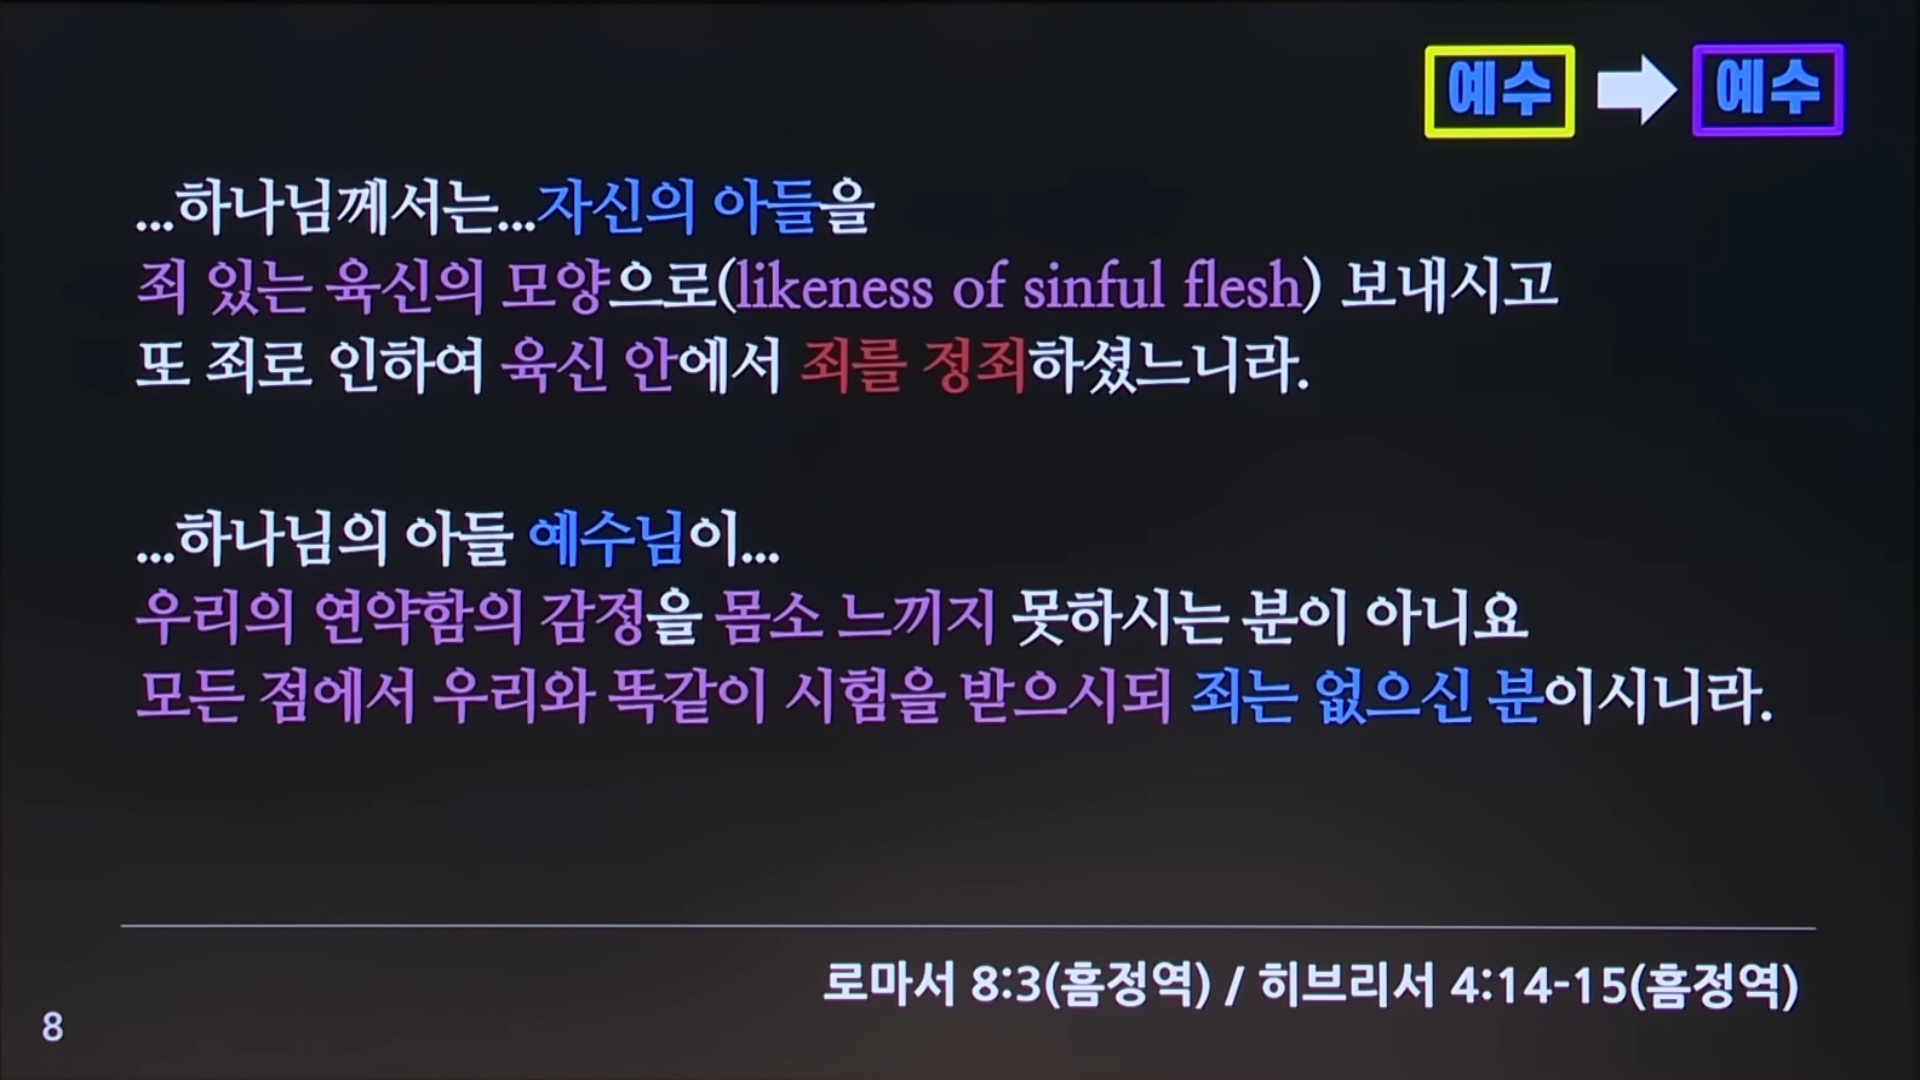 예수 → 예수
...하나님께서는...자신의 아들을
죄 있는 육신의 모양으로(likeness of sinful flesh) 보내시고
또 죄로 인하여 육신 안에서 죄를 정죄하셨느니라.
...하나님의 아들 예수님이...
우리의 연약함의 감정을 몸소 느끼지 못하시는 분이 아니요
모든 점에서 우리와 똑같이 시험을 받으시되 죄는 없으신 분이시니라.
로마서 8:3(흠정역) / 히브리서 4:14-15(흠정역)
8